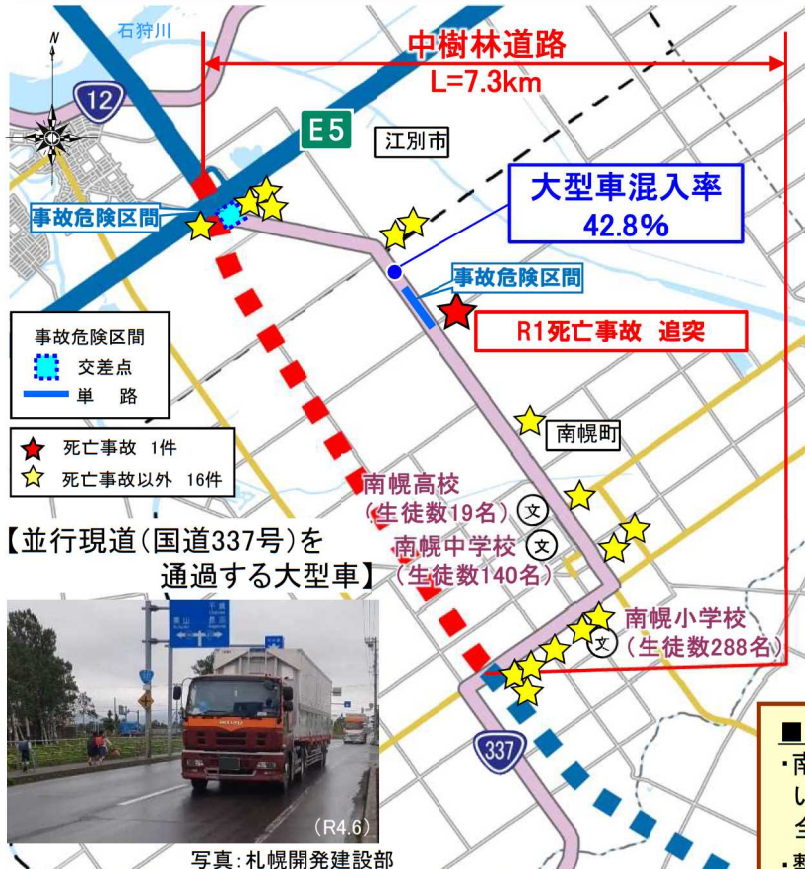 石狩川
N
12
中樹林道路
L=7.3km
E5
江別市
大型車混入率
42.8%
事故危険区間
事故危険区間
R1死亡事故 追突
事故危険区間
交差点
単 路
死亡事故 1件
死亡事故以外 16件
南幌町
南幌高校
(生徒数19名)
文
南幌中学校
文
(生徒数140名)
【並行現道(国道337号)を
通過する大型車】
南幌小学校
文
(生徒数288名)
337
(R4.6)
写真:札幌開発建設部
■
・南
い
全